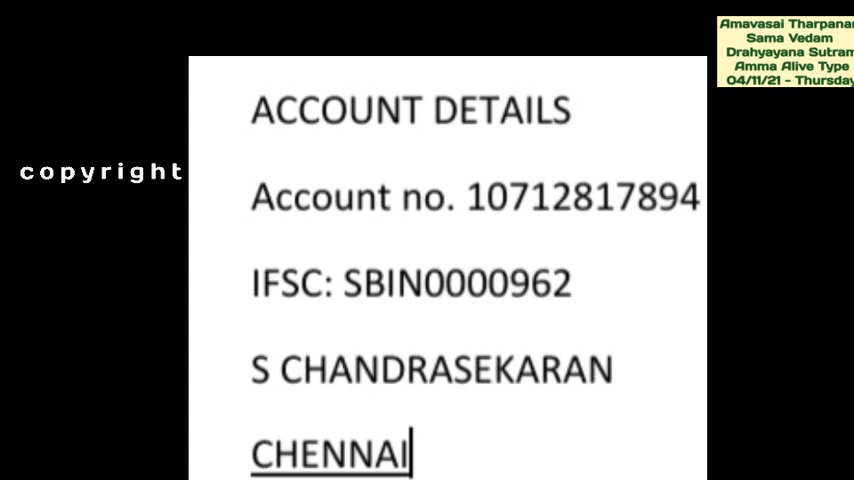 Amavasai Tharpanam
Sama Vedam
Drahyayana Sutram
Amma Alive Type
04/11/21 - Thursday
ACCOUNT DETAILS
copyright
Account no. 10712817894
IFSC: SBIN0000962
S CHANDRASEKARAN
CHENNAI